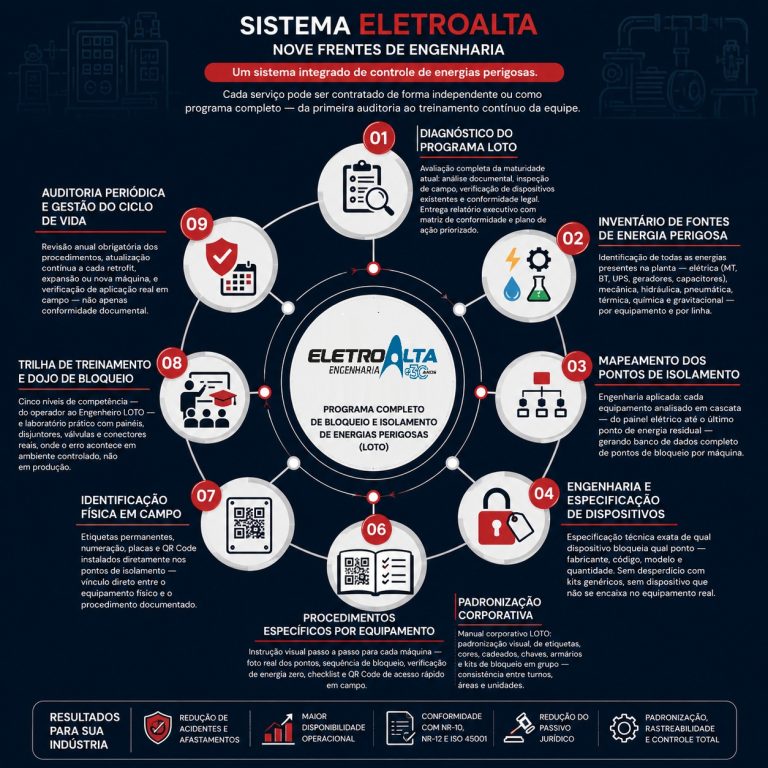 SISTEMA ELETROALTA
NOVE FRENTES DE ENGENHARIA
Um sistema integrado de controle de energias perigosas.
Cada serviço pode ser contratado de forma independente ou como
programa completo — da primeira auditoria ao treinamento contínuo da equipe.
01
DIAGNÓSTICO DO
PROGRAMA LOTO
Avaliação completa da maturidade
atual: análise documental, inspeção
de campo, verificação de dispositivos
existentes e conformidade legal.
Entrega relatório executivo com
matriz de conformidade e plano de
ação priorizado.
02
INVENTÁRIO DE FONTES
DE ENERGIA PERIGOSA
Identificação de todas as energias
presentes na planta — elétrica (MT,
BT, UPS, geradores, capacitores),
mecânica, hidráulica, pneumática,
térmica, química e gravitacional —
por equipamento e por linha.
03
MAPEAMENTO DOS
PONTOS DE ISOLAMENTO
Engenharia aplicada: cada
equipamento analisado em cascata
— do painel elétrico até o último
ponto de energia residual —
gerando banco de dados completo
de pontos de bloqueio por máquina.
04
ENGENHARIA E
ESPECIFICAÇÃO
DE DISPOSITIVOS
Especificação técnica exata de qual
dispositivo bloqueia qual ponto —
fabricante, código, modelo e
quantidade. Sem desperdício com
kits genéricos, sem dispositivo que
não se encaixa no equipamento real.
PADRONIZAÇÃO
CORPORATIVA
Manual corporativo LOTO:
padronização visual, de etiquetas,
cores, cadeados, chaves, armários
e kits de bloqueio em grupo —
consistência entre turnos,
áreas e unidades.
06
PROCEDIMENTOS
ESPECÍFICOS POR EQUIPAMENTO
Instrução visual passo a passo para cada máquina —
foto real dos pontos, sequência de bloqueio, verificação
de energia zero, checklist e QR Code de acesso rápido
em campo.
07
IDENTIFICAÇÃO
FÍSICA EM CAMPO
Etiquetas permanentes,
numeração, placas e QR Code
instalados diretamente nos
pontos de isolamento —
vínculo direto entre o
equipamento físico e o
procedimento documentado.
08
TRILHA DE TREINAMENTO
E DOJO DE BLOQUEIO
Cinco níveis de competência —
do operador ao Engenheiro LOTO —
e laboratório prático com painéis,
disjuntores, válvulas e conectores
reais, onde o erro acontece em
ambiente controlado, não
em produção.
09
AUDITORIA PERIÓDICA
E GESTÃO DO CICLO
DE VIDA
Revisão anual obrigatória dos
procedimentos, atualização
contínua a cada retrofit,
expansão ou nova máquina, e
verificação de aplicação real em
campo — não apenas
conformidade documental.
ELETROALTA
ENGENHARIA
ANOS
PROGRAMA COMPLETO
DE BLOQUEIO E ISOLAMENTO
DE ENERGIAS PERIGOSAS
(LOTO)
RESULTADOS
PARA SUA
INDÚSTRIA
REDUÇÃO DE
ACIDENTES E
AFASTAMENTOS
MAIOR
DISPONIBILIDADE
OPERACIONAL
CONFORMIDADE
COM NR-10,
NR-12 E ISO 45001
REDUÇÃO DO
PASSIVO
JURÍDICO
PADRONIZAÇÃO,
RASTREABILIDADE
E CONTROLE TOTAL